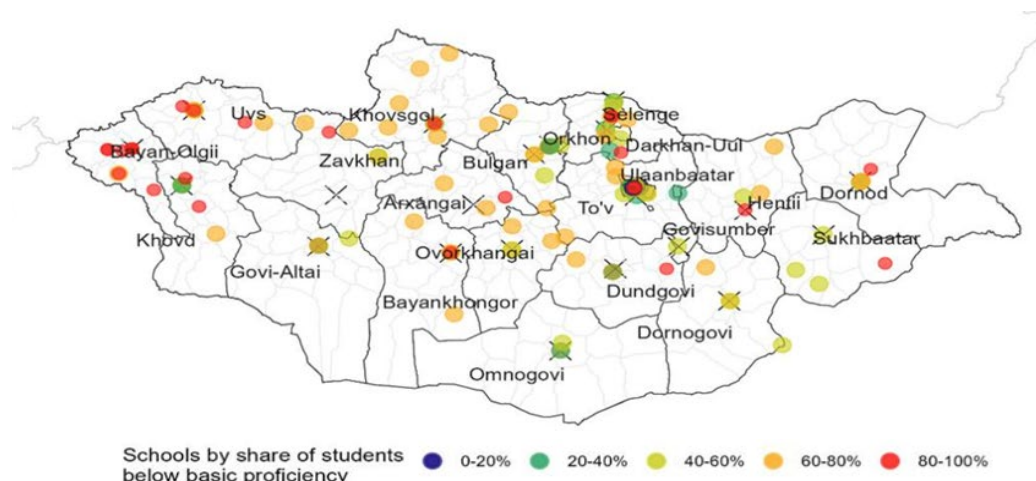 Khovsgol
Selenge
Uvs
Orkhon
Darkhan-Uul
Bayan-Olgii
Zavkhan
Bulgan
Ulaanbaatar
Dornod
Arxangai
To'v
Hentii
Govisumber
Khovd
Sukhbaatar
Ovorkhangai
Govi-Altai
Dundgovi
Bayankhongor
Dornogovi
Omnogovi
Schools by share of students
below basic proficiency
0-20% 20-40% 40-60% 60-80% 80-100%